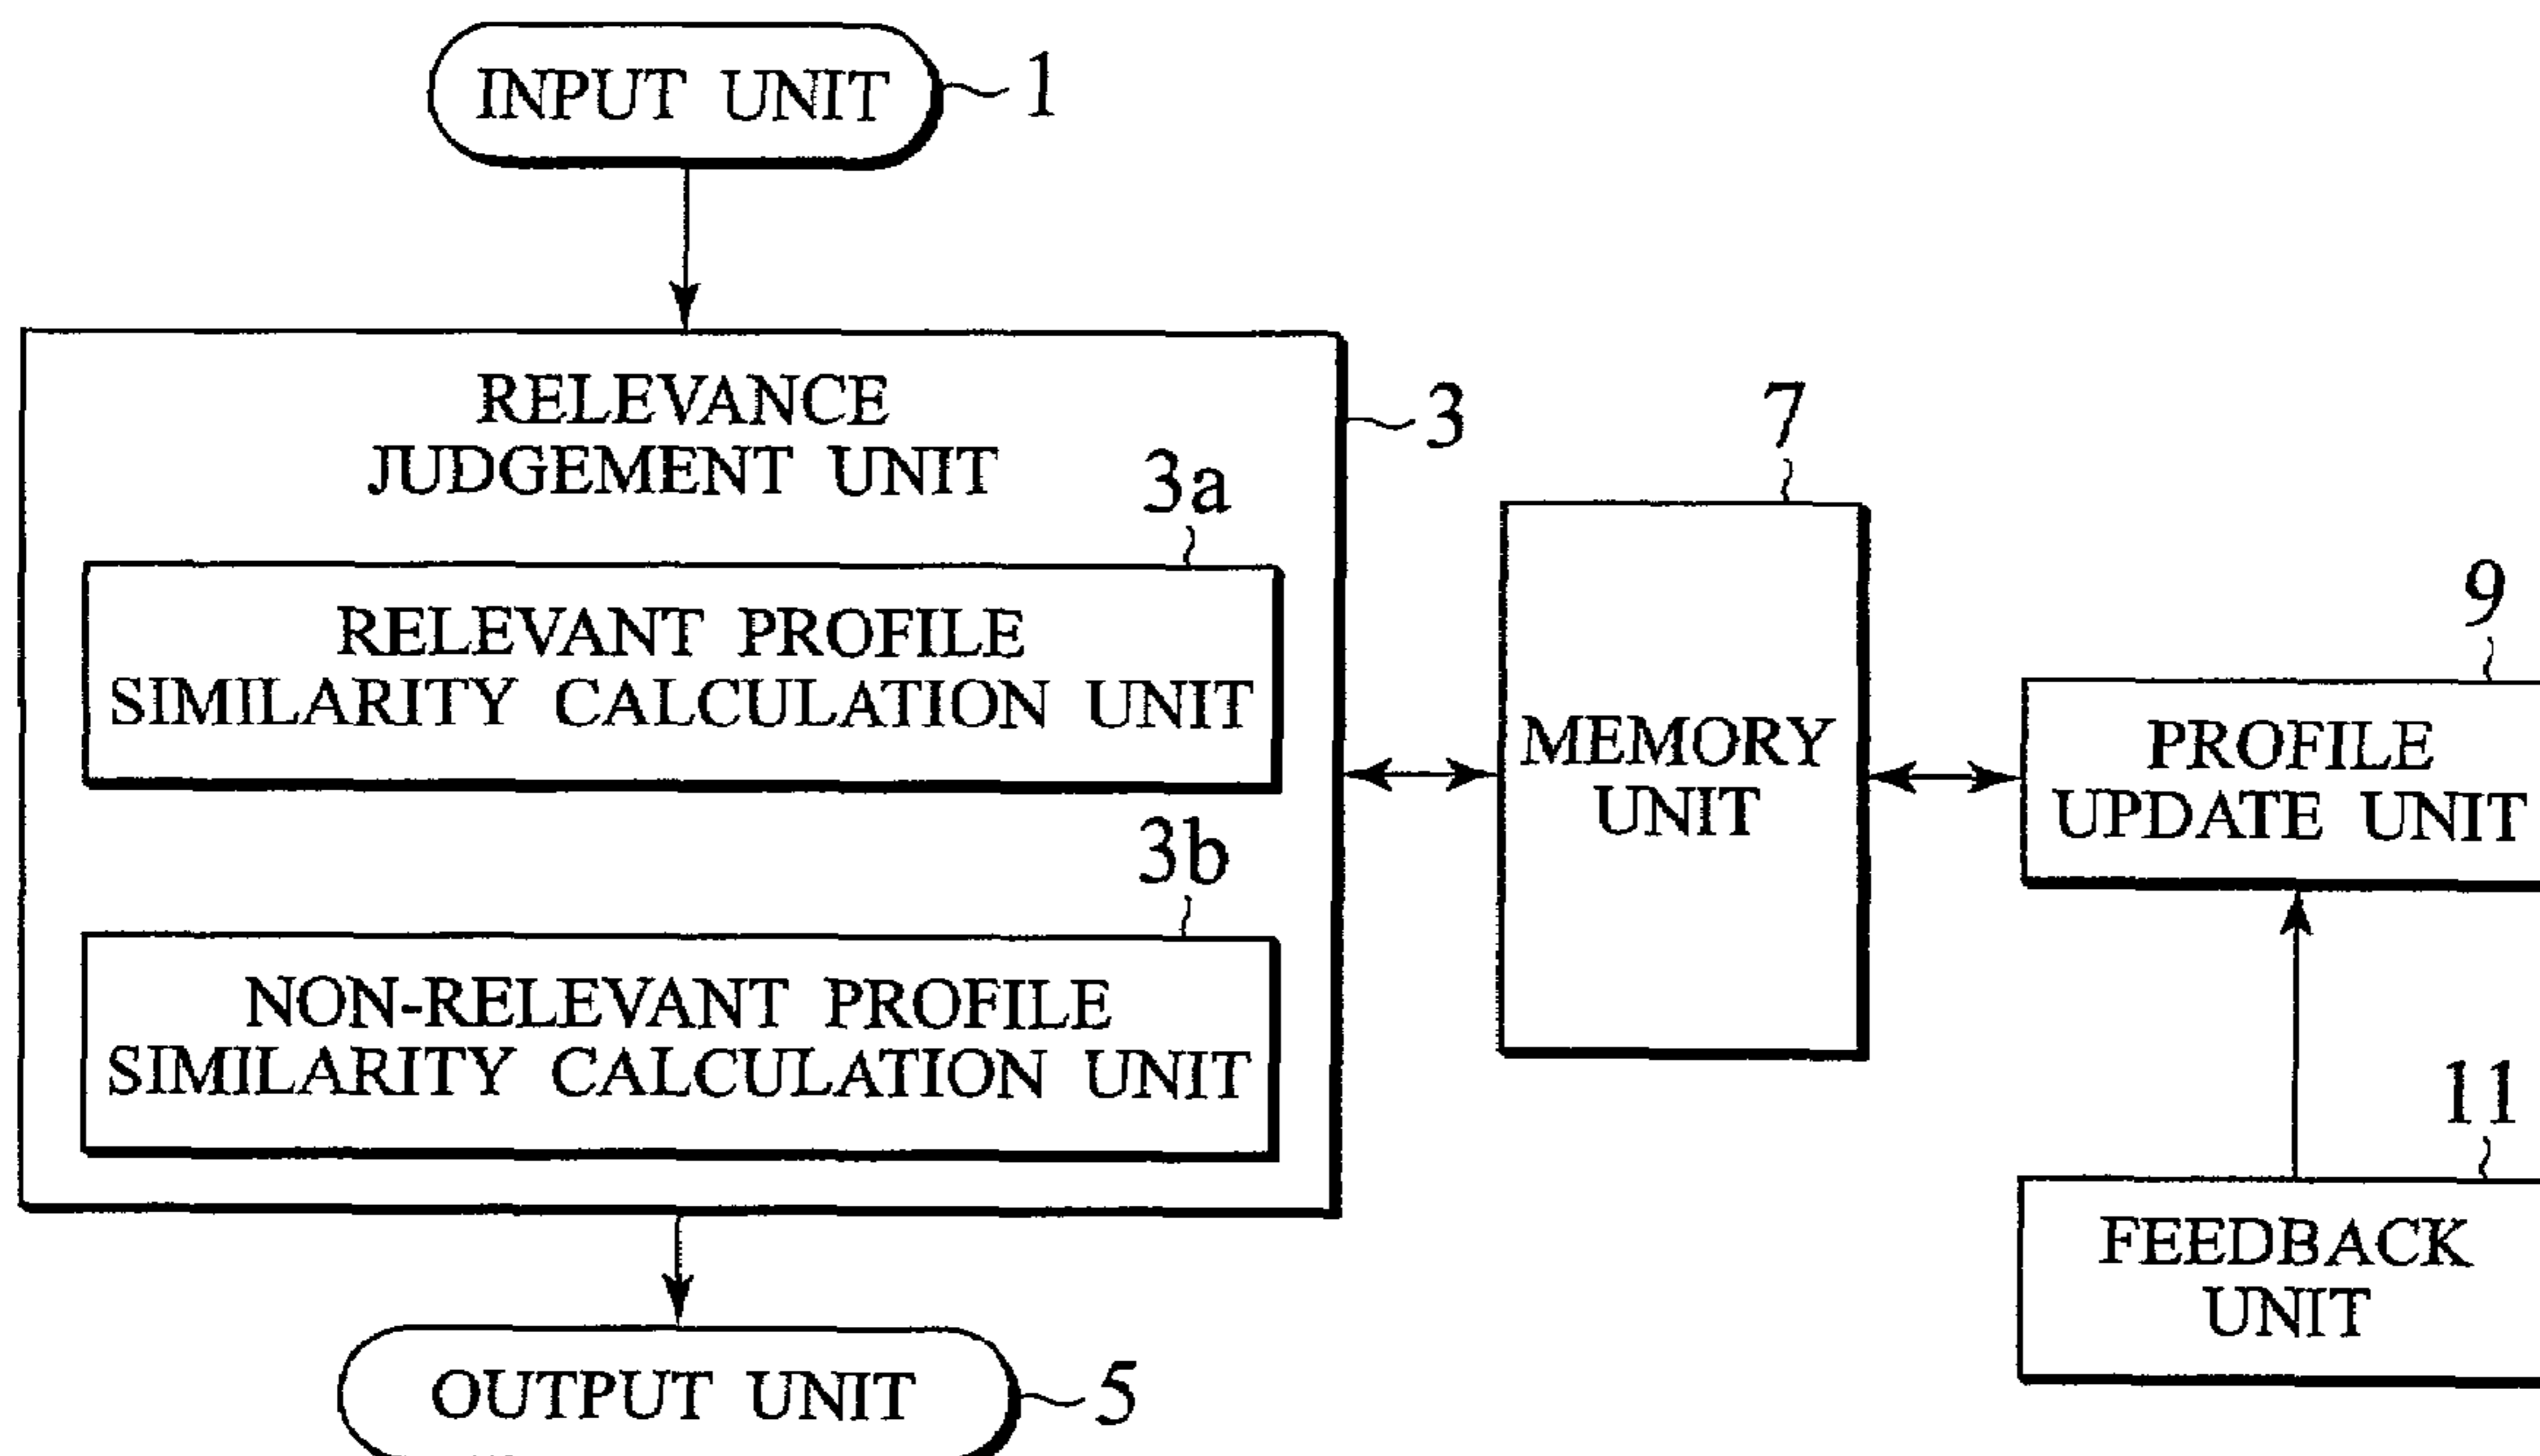 INPUT UNIT
1
RELEVANCE
JUDGEMENT UNIT
3
3a
RELEVANT PROFILE
SIMILARITY CALCULATION UNIT
3b
NON-RELEVANT PROFILE
SIMILARITY CALCULATION UNIT
7
MEMORY
UNIT
9
PROFILE
UPDATE UNIT
11
FEEDBACK
UNIT
OUTPUT UNIT
5